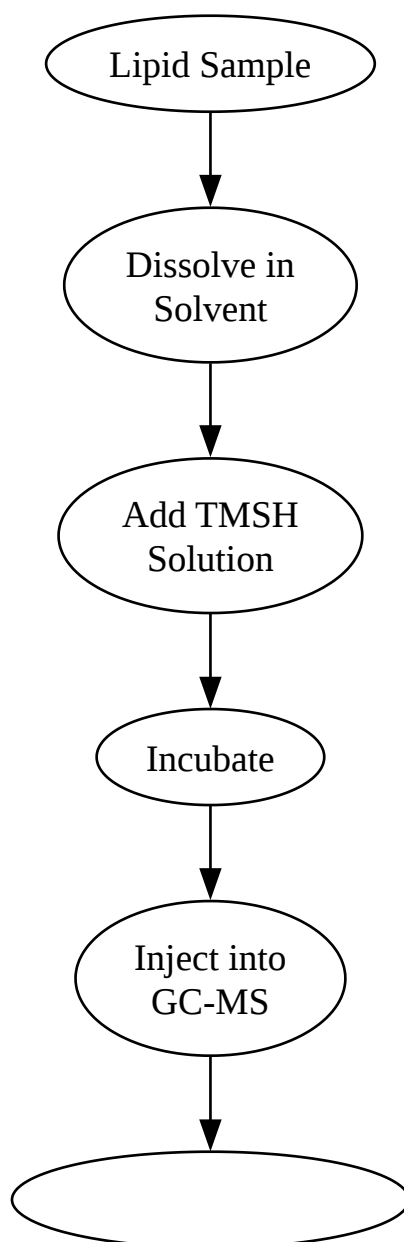 Lipid Sample
Dissolve in
Solvent
Add TMSH
Solution
Incubate
Inject into
GC-MS